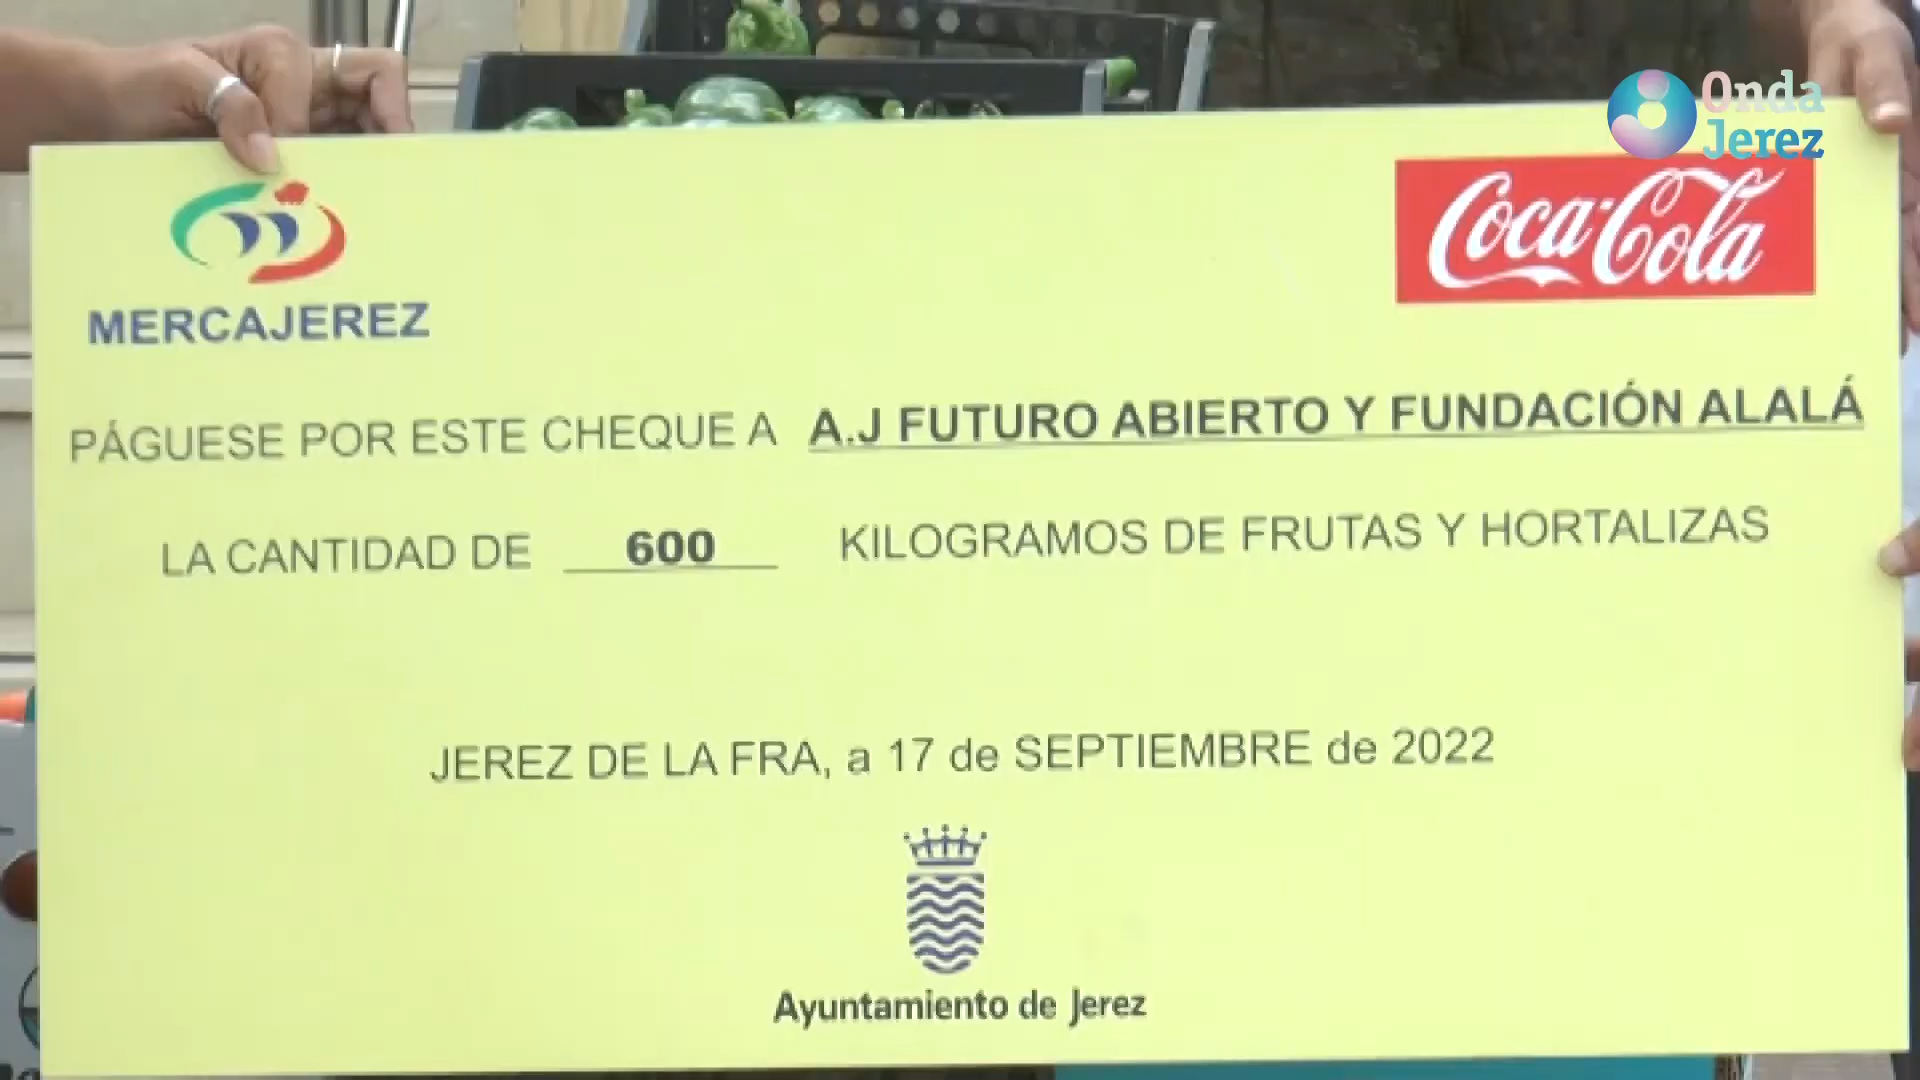 Onda
Jerez
Coca-Cola
MERCAJEREZ
PÁGUESE POR ESTE CHEQUE A A.J FUTURO ABIERTO Y FUNDACIÓN ALALÁ
LA CANTIDAD DE 600 KILOGRAMOS DE FRUTAS Y HORTALIZAS
JEREZ DE LA FRA, a 17 de SEPTIEMBRE de 2022
Ayuntamiento de Jerez